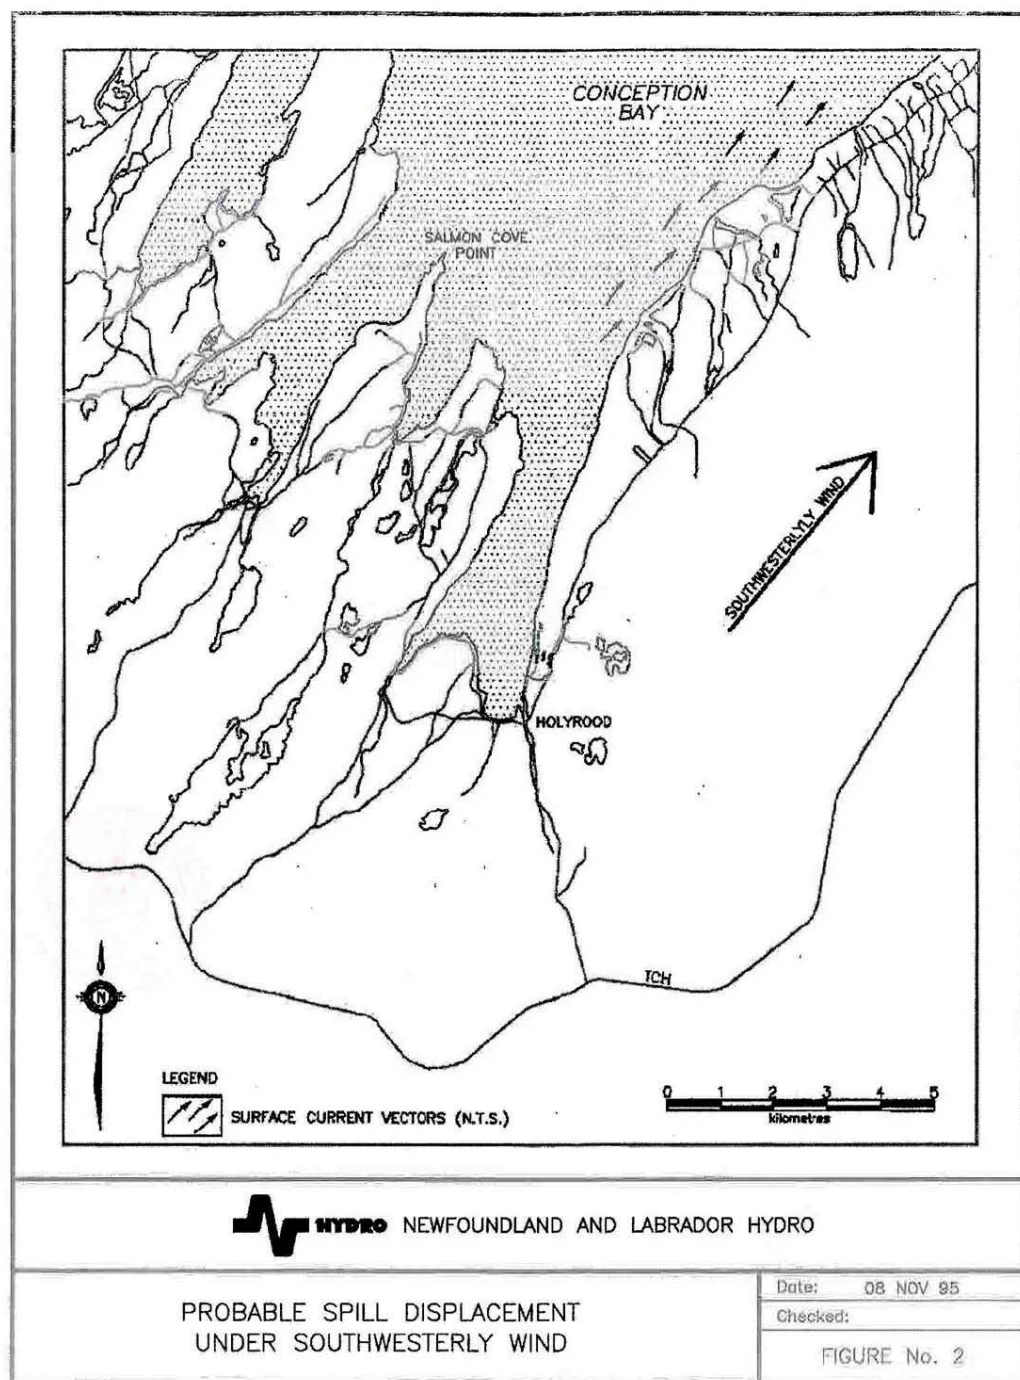 CONCEPTION
BAY
SALMON COVE
POINT
SOUTHWESTERLYLY WIND
HOLYROOD
TCH
N
LEGEND
SURFACE CURRENT VECTORS (N.T.S.)
0 1 2 3 4 5
kilometres
HYDRO NEWFOUNDLAND AND LABRADOR HYDRO
PROBABLE SPILL DISPLACEMENT
UNDER SOUTHWESTERLY WIND
Date: 08 NOV 95
Checked:
FIGURE No. 2